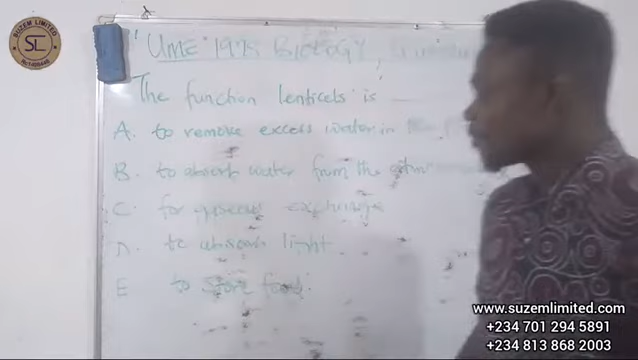 SUZEM LIMITED
SL
"UME" 1978 BIOLOGY,
The function lenticels is
A. to remove excess water in
B. to absorb water from the
C. for gaseous exchange
D. to absorb light
E to store food.
www.suzemlimited.com
+234 701 294 5891
+234 813 868 2003